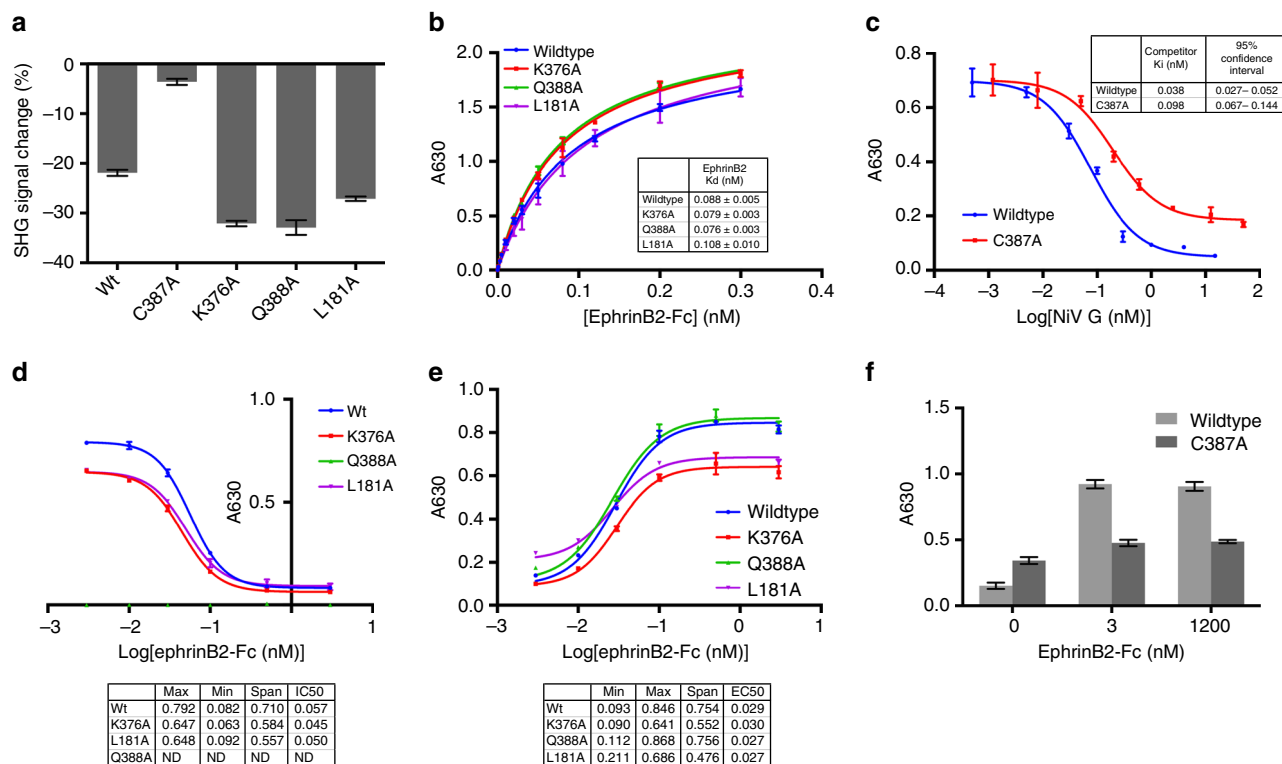 a
SHG signal change (%)
0
−10
−20
−30
−40
Wt
C387A
K376A
Q388A
L181A
b
Wildtype
K376A
Q388A
L181A
A630
2.0
1.5
1.0
0.5
0.0
0.0 0.1 0.2 0.3 0.4
[EphrinB2-Fc] (nM)
EphrinB2 Kd (nM)
Wildtype 0.088 ± 0.005
K376A 0.079 ± 0.003
Q388A 0.076 ± 0.003
L181A 0.108 ± 0.010
c
A630
0.8
0.6
0.4
0.2
0.0
−4 −3 −2 −1 0 1 2
Log[NiV G (nM)]
Wildtype
C387A
Competitor Ki (nM) 95% confidence interval
Wildtype 0.038 0.027– 0.052
C387A 0.098 0.067– 0.144
d
A630
1.0
0.5
−3 −2 −1 1
Log[ephrinB2-Fc (nM)]
Wt
K376A
Q388A
L181A
Max Min Span IC50
Wt 0.792 0.082 0.710 0.057
K376A 0.647 0.063 0.584 0.045
L181A 0.648 0.092 0.557 0.050
Q388A ND ND ND ND
e
A630
1.0
0.8
0.6
0.4
0.2
0.0
−3 −2 −1 0 1
Log[ephrinB2-Fc (nM)]
Wildtype
K376A
Q388A
L181A
Min Max Span EC50
Wt 0.093 0.846 0.754 0.029
K376A 0.090 0.641 0.552 0.030
Q388A 0.112 0.868 0.756 0.027
L181A 0.211 0.686 0.476 0.027
f
A630
1.5
1.0
0.5
0.0
0 3 1200
EphrinB2-Fc (nM)
Wildtype
C387A